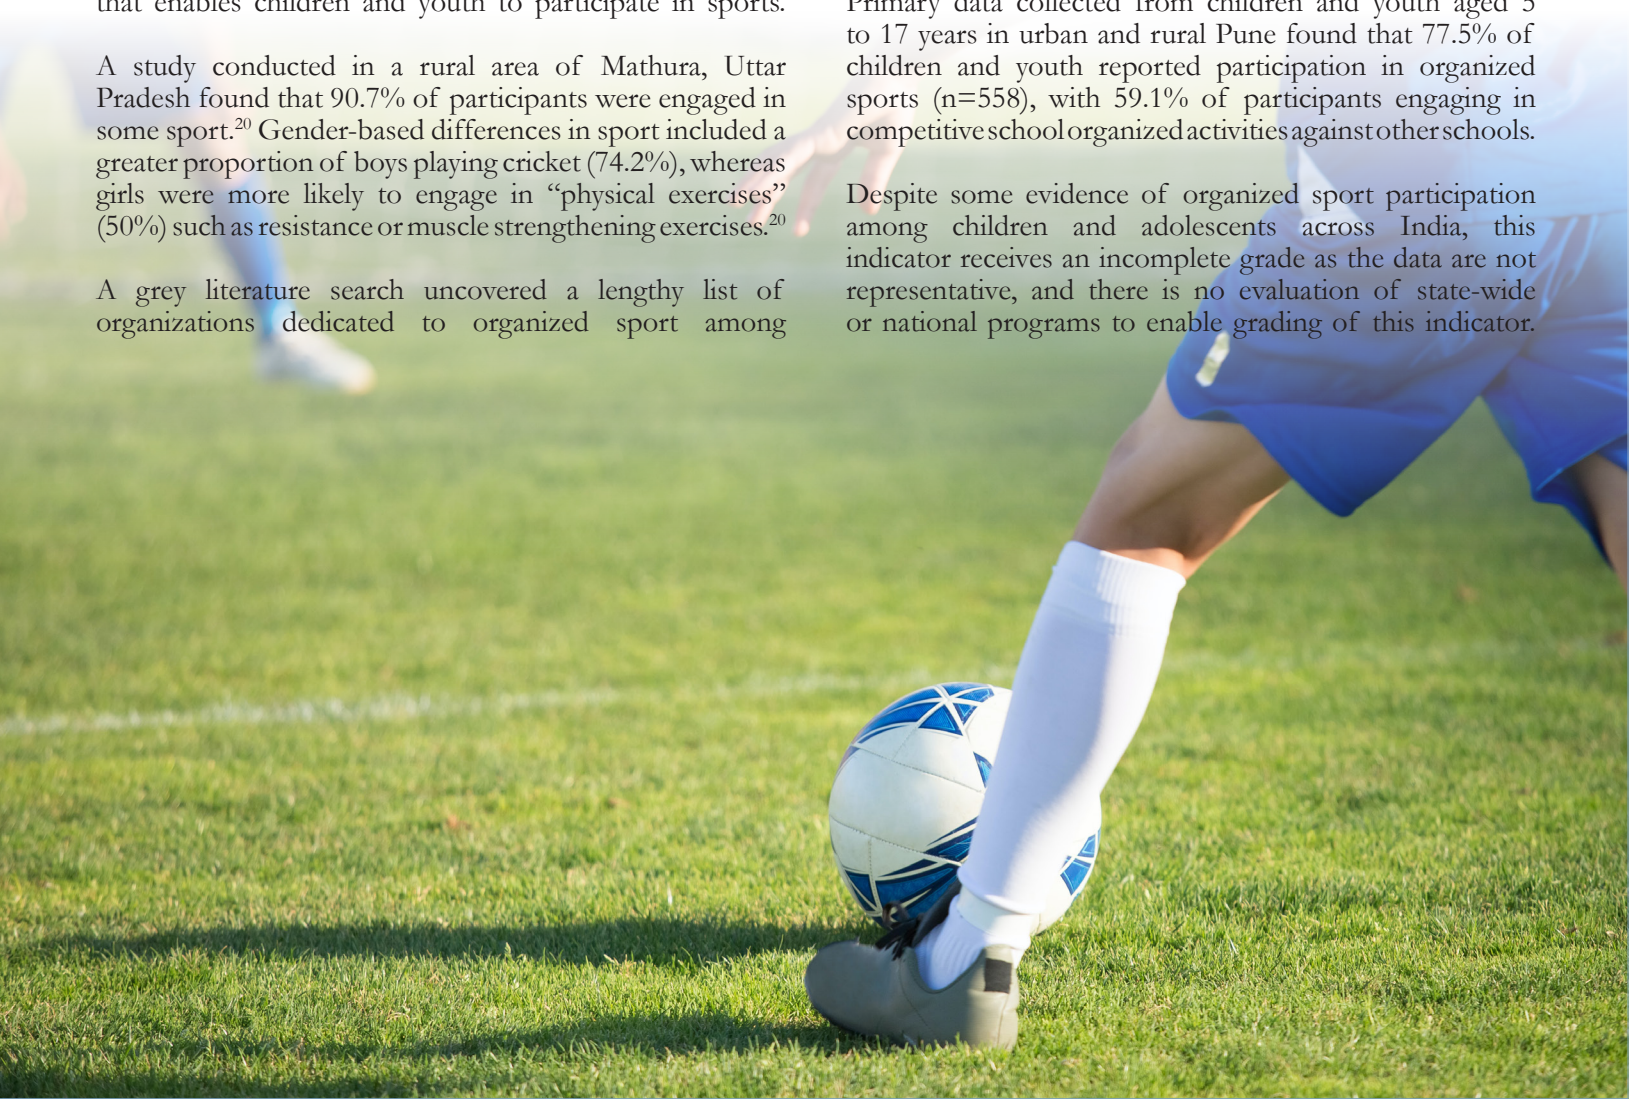 that enables children and youth to participate in sports.
A study conducted in a rural area of Mathura, Uttar
Pradesh found that 90.7% of participants were engaged in
some sport.20 Gender-based differences in sport included a
greater proportion of boys playing cricket (74.2%), whereas
girls were more likely to engage in “physical exercises”
(50%) such as resistance or muscle strengthening exercises.20
A grey literature search uncovered a lengthy list of
organizations dedicated to organized sport among
Primary data collected from children and youth aged 5
to 17 years in urban and rural Pune found that 77.5% of
children and youth reported participation in organized
sports (n=558), with 59.1% of participants engaging in
competitive school organized activities against other schools.
Despite some evidence of organized sport participation
among children and adolescents across India, this
indicator receives an incomplete grade as the data are not
representative, and there is no evaluation of state-wide
or national programs to enable grading of this indicator.